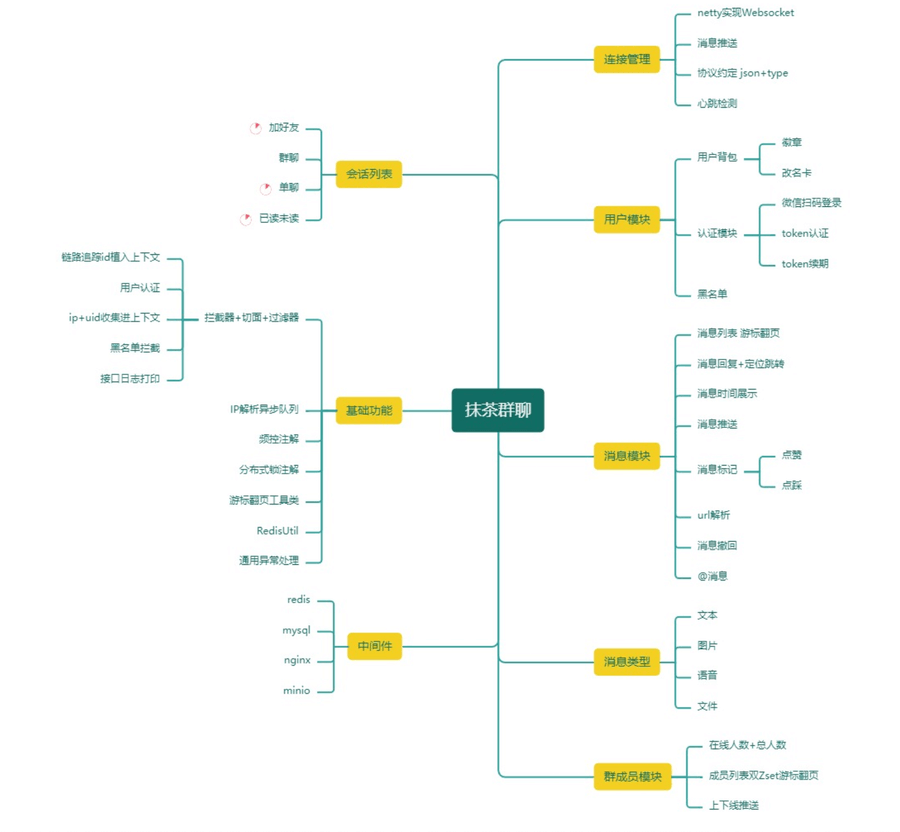 抹茶群聊
连接管理
netty实现Websocket
消息推送
协议约定 json+type
心跳检测
用户模块
用户背包
徽章
改名卡
认证模块
微信扫码登录
token认证
token续期
黑名单
消息模块
消息列表 游标翻页
消息回复+定位跳转
消息时间展示
消息推送
消息标记
点赞
点踩
url解析
消息撤回
@消息
消息类型
文本
图片
语音
文件
群成员模块
在线人数+总人数
成员列表双Zset游标翻页
上下线推送
会话列表
加好友
群聊
单聊
已读未读
基础功能
拦截器+切面+过滤器
链路追踪id植入上下文
用户认证
ip+uid收集进上下文
黑名单拦截
接口日志打印
IP解析异步队列
频控注解
分布式锁注解
游标翻页工具类
RedisUtil
通用异常处理
中间件
redis
mysql
nginx
minio